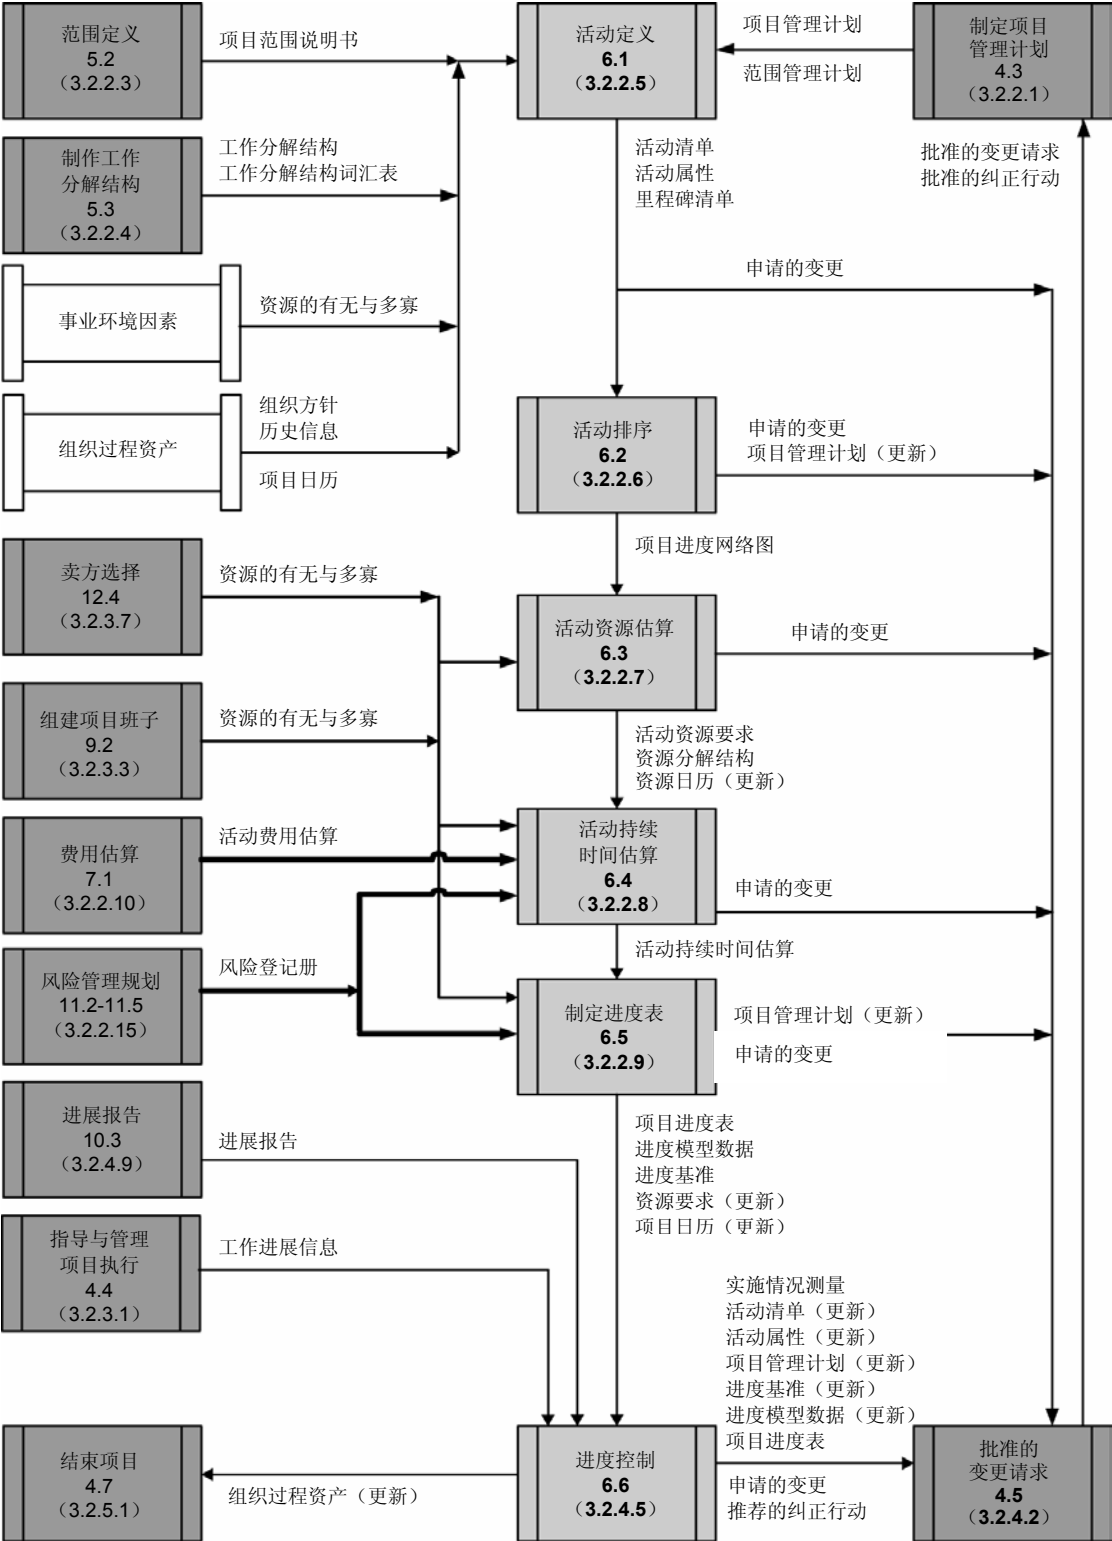 范围定义
5.2
(3.2.2.3)
项目范围说明书
活动定义
6.1
(3.2.2.5)
项目管理计划
范围管理计划
制定项目
管理计划
4.3
(3.2.2.1)
制作工作
分解结构
5.3
(3.2.2.4)
工作分解结构
工作分解结构词汇表
活动清单
活动属性
里程碑清单
批准的变更请求
批准的纠正行动
事业环境因素
资源的有无与多寡
申请的变更
组织过程资产
组织方针
历史信息
项目日历
活动排序
6.2
(3.2.2.6)
申请的变更
项目管理计划（更新）
项目进度网络图
卖方选择
12.4
(3.2.3.7)
资源的有无与多寡
活动资源估算
6.3
(3.2.2.7)
申请的变更
组建项目班子
9.2
(3.2.3.3)
资源的有无与多寡
活动资源要求
资源分解结构
资源日历（更新）
费用估算
7.1
(3.2.2.10)
活动费用估算
活动持续
时间估算
6.4
(3.2.2.8)
申请的变更
活动持续时间估算
风险管理规划
11.2-11.5
(3.2.2.15)
风险登记册
制定进度表
6.5
(3.2.2.9)
项目管理计划（更新）
申请的变更
进展报告
10.3
(3.2.4.9)
进展报告
项目进度表
进度模型数据
进度基准
资源要求（更新）
项目日历（更新）
指导与管理
项目执行
4.4
(3.2.3.1)
工作进展信息
实施情况测量
活动清单（更新）
活动属性（更新）
项目管理计划（更新）
进度基准（更新）
进度模型数据（更新）
项目进度表
申请的变更
推荐的纠正行动
结束项目
4.7
(3.2.5.1)
组织过程资产（更新）
进度控制
6.6
(3.2.4.5)
批准的
变更请求
4.5
(3.2.4.2)